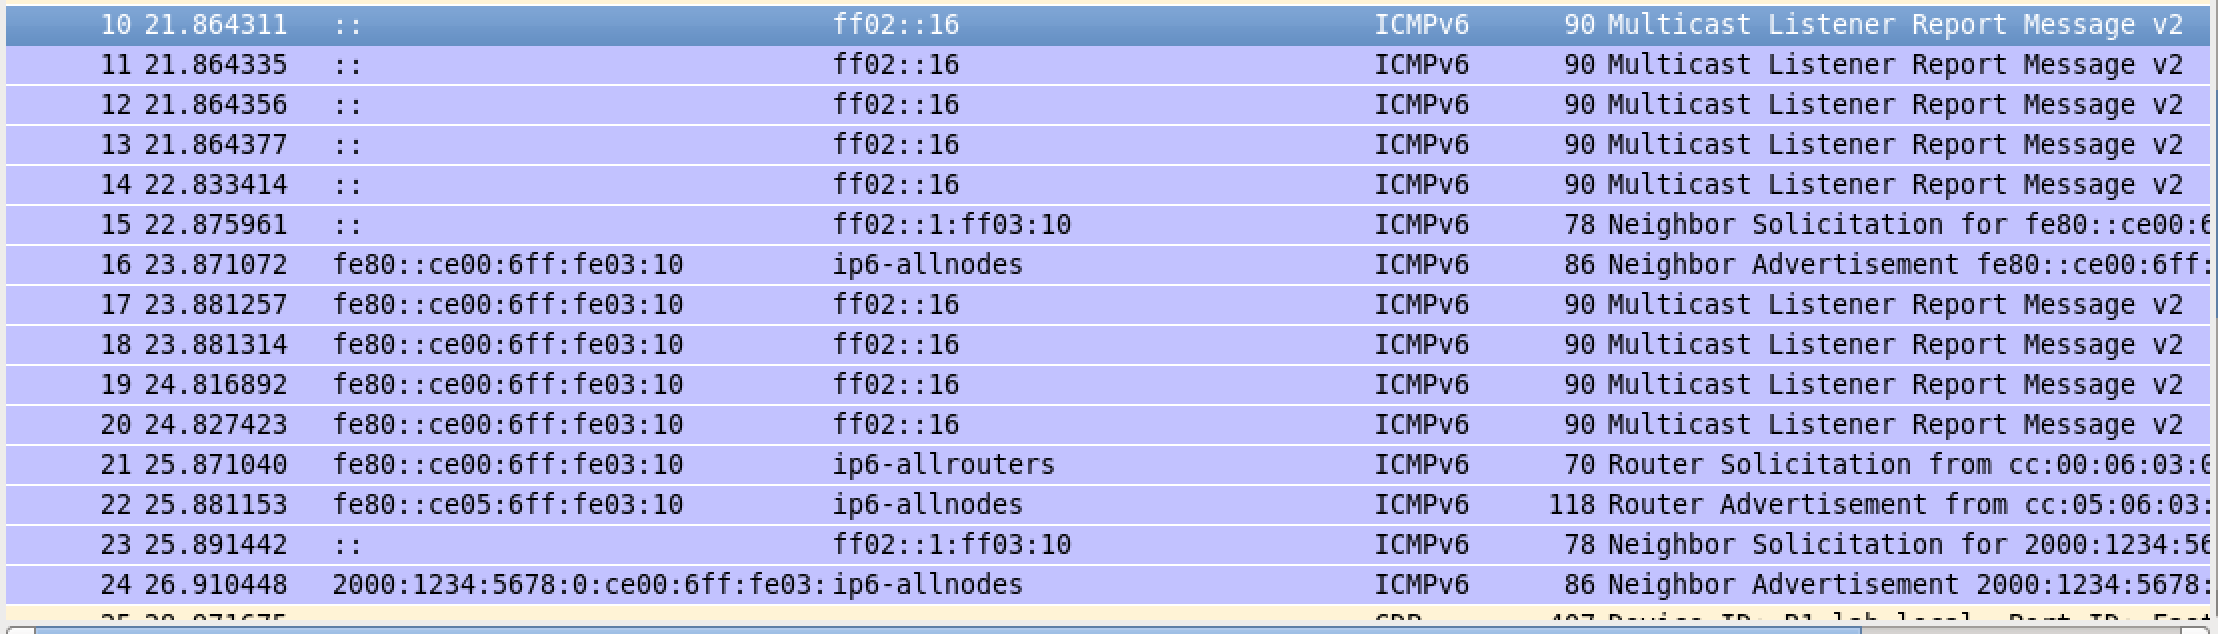 10 21.864311 :: ff02::16 ICMPv6 90 Multicast Listener Report Message v2
11 21.864335 :: ff02::16 ICMPv6 90 Multicast Listener Report Message v2
12 21.864356 :: ff02::16 ICMPv6 90 Multicast Listener Report Message v2
13 21.864377 :: ff02::16 ICMPv6 90 Multicast Listener Report Message v2
14 22.833414 :: ff02::16 ICMPv6 90 Multicast Listener Report Message v2
15 22.875961 :: ff02::1:ff03:10 ICMPv6 78 Neighbor Solicitation for fe80::ce00:6
16 23.871072 fe80::ce00:6ff:fe03:10 ip6-allnodes ICMPv6 86 Neighbor Advertisement fe80::ce00:6ff:
17 23.881257 fe80::ce00:6ff:fe03:10 ff02::16 ICMPv6 90 Multicast Listener Report Message v2
18 23.881314 fe80::ce00:6ff:fe03:10 ff02::16 ICMPv6 90 Multicast Listener Report Message v2
19 24.816892 fe80::ce00:6ff:fe03:10 ff02::16 ICMPv6 90 Multicast Listener Report Message v2
20 24.827423 fe80::ce00:6ff:fe03:10 ff02::16 ICMPv6 90 Multicast Listener Report Message v2
21 25.871040 fe80::ce00:6ff:fe03:10 ip6-allrouters ICMPv6 70 Router Solicitation from cc:00:06:03:0
22 25.881153 fe80::ce05:6ff:fe03:10 ip6-allnodes ICMPv6 118 Router Advertisement from cc:05:06:03:
23 25.891442 :: ff02::1:ff03:10 ICMPv6 78 Neighbor Solicitation for 2000:1234:56
24 26.910448 2000:1234:5678:0:ce00:6ff:fe03: ip6-allnodes ICMPv6 86 Neighbor Advertisement 2000:1234:5678: